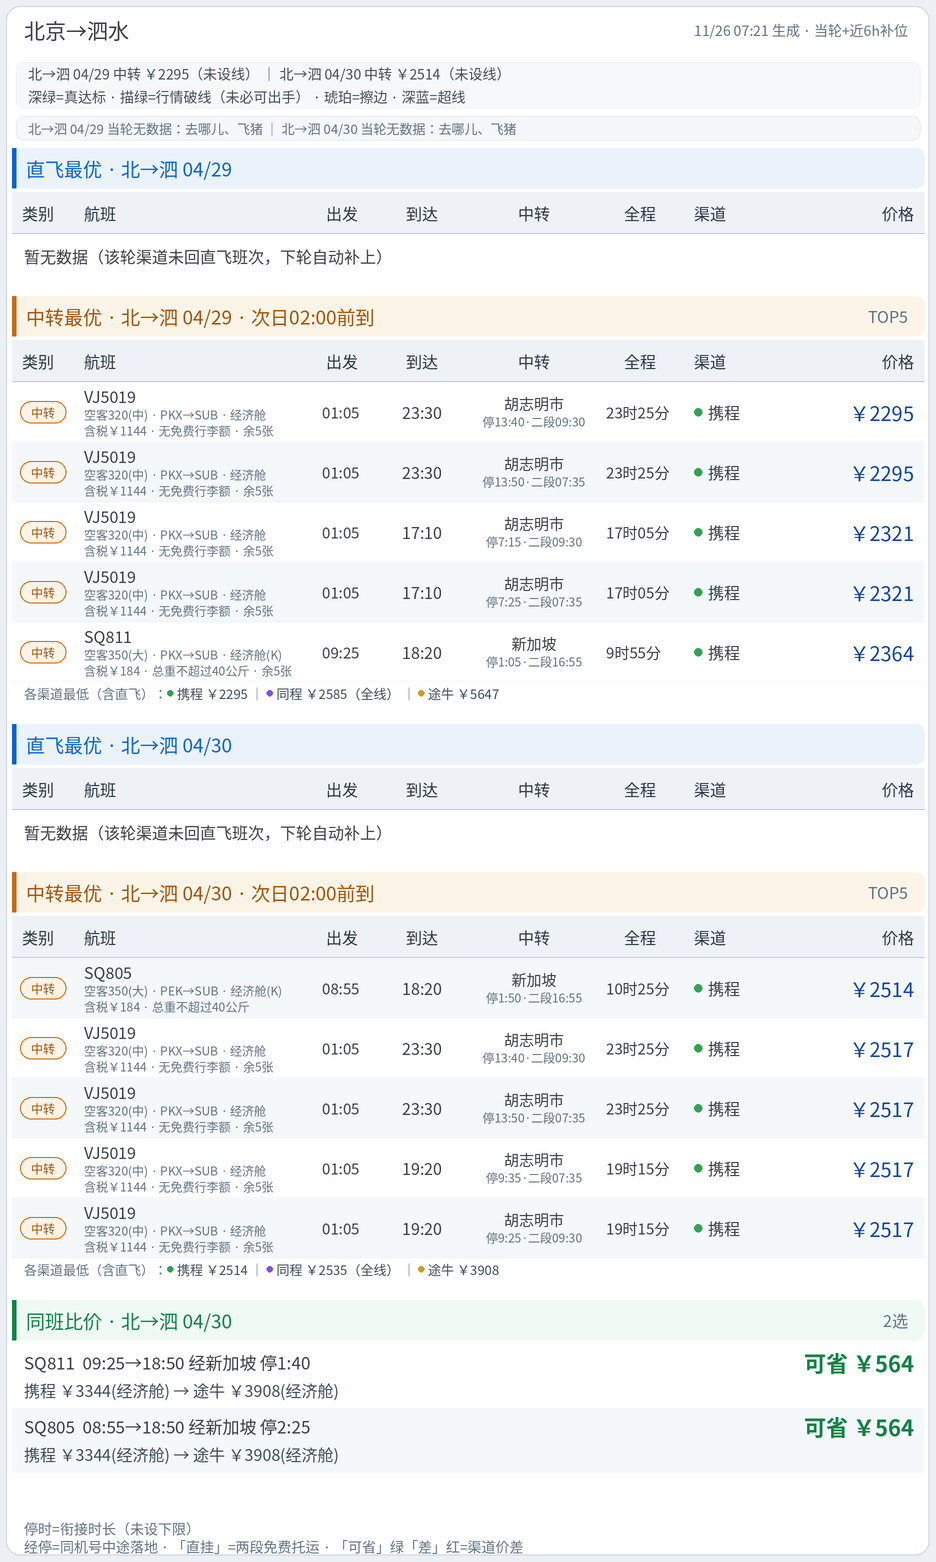 北京→泗水
11/26 07:21 生成 · 当轮+近6h补位
北→泗 04/29 中转 ￥2295（未设线） ｜ 北→泗 04/30 中转 ￥2514（未设线）
深绿=真达标 · 描绿=行情破线（未必可出手） · 琥珀=擦边 · 深蓝=超线
北→泗 04/29 当轮无数据：去哪儿、飞猪 ｜ 北→泗 04/30 当轮无数据：去哪儿、飞猪
直飞最优 · 北→泗 04/29
类别 航班 出发 到达 中转 全程 渠道 价格
暂无数据（该轮渠道未回直飞班次，下轮自动补上）
中转最优 · 北→泗 04/29 · 次日02:00前到 TOP5
类别 航班 出发 到达 中转 全程 渠道 价格
中转 VJ5019 01:05 23:30 胡志明市 23时25分 携程 ￥2295
空客320(中) · PKX→SUB · 经济舱 停13:40·二段09:30
含税￥1144 · 无免费行李额 · 余5张
中转 VJ5019 01:05 23:30 胡志明市 23时25分 携程 ￥2295
空客320(中) · PKX→SUB · 经济舱 停13:50·二段07:35
含税￥1144 · 无免费行李额 · 余5张
中转 VJ5019 01:05 17:10 胡志明市 17时05分 携程 ￥2321
空客320(中) · PKX→SUB · 经济舱 停7:15·二段09:30
含税￥1144 · 无免费行李额 · 余5张
中转 VJ5019 01:05 17:10 胡志明市 17时05分 携程 ￥2321
空客320(中) · PKX→SUB · 经济舱 停7:25·二段07:35
含税￥1144 · 无免费行李额 · 余5张
中转 SQ811 09:25 18:20 新加坡 9时55分 携程 ￥2364
空客350(大) · PKX→SUB · 经济舱(K) 停1:05·二段16:55
含税￥184 · 总重不超过40公斤 · 余5张
各渠道最低（含直飞）：携程 ￥2295 ｜ 同程 ￥2585（全线） ｜ 途牛 ￥5647
直飞最优 · 北→泗 04/30
类别 航班 出发 到达 中转 全程 渠道 价格
暂无数据（该轮渠道未回直飞班次，下轮自动补上）
中转最优 · 北→泗 04/30 · 次日02:00前到 TOP5
类别 航班 出发 到达 中转 全程 渠道 价格
中转 SQ805 08:55 18:20 新加坡 10时25分 携程 ￥2514
空客350(大) · PEK→SUB · 经济舱(K) 停1:50·二段16:55
含税￥184 · 总重不超过40公斤
中转 VJ5019 01:05 23:30 胡志明市 23时25分 携程 ￥2517
空客320(中) · PKX→SUB · 经济舱 停13:40·二段09:30
含税￥1144 · 无免费行李额 · 余5张
中转 VJ5019 01:05 23:30 胡志明市 23时25分 携程 ￥2517
空客320(中) · PKX→SUB · 经济舱 停13:50·二段07:35
含税￥1144 · 无免费行李额 · 余5张
中转 VJ5019 01:05 19:20 胡志明市 19时15分 携程 ￥2517
空客320(中) · PKX→SUB · 经济舱 停9:35·二段07:35
含税￥1144 · 无免费行李额 · 余5张
中转 VJ5019 01:05 19:20 胡志明市 19时15分 携程 ￥2517
空客320(中) · PKX→SUB · 经济舱 停9:25·二段09:30
含税￥1144 · 无免费行李额 · 余5张
各渠道最低（含直飞）：携程 ￥2514 ｜ 同程 ￥2535（全线） ｜ 途牛 ￥3908
同班比价 · 北→泗 04/30 2选
SQ811 09:25→18:50 经新加坡 停1:40 可省 ￥564
携程 ￥3344(经济舱) → 途牛 ￥3908(经济舱)
SQ805 08:55→18:50 经新加坡 停2:25 可省 ￥564
携程 ￥3344(经济舱) → 途牛 ￥3908(经济舱)
停时=衔接时长（未设下限）
经停=同机号中途落地 · 「直挂」=两段免费托运 · 「可省」绿「差」红=渠道价差